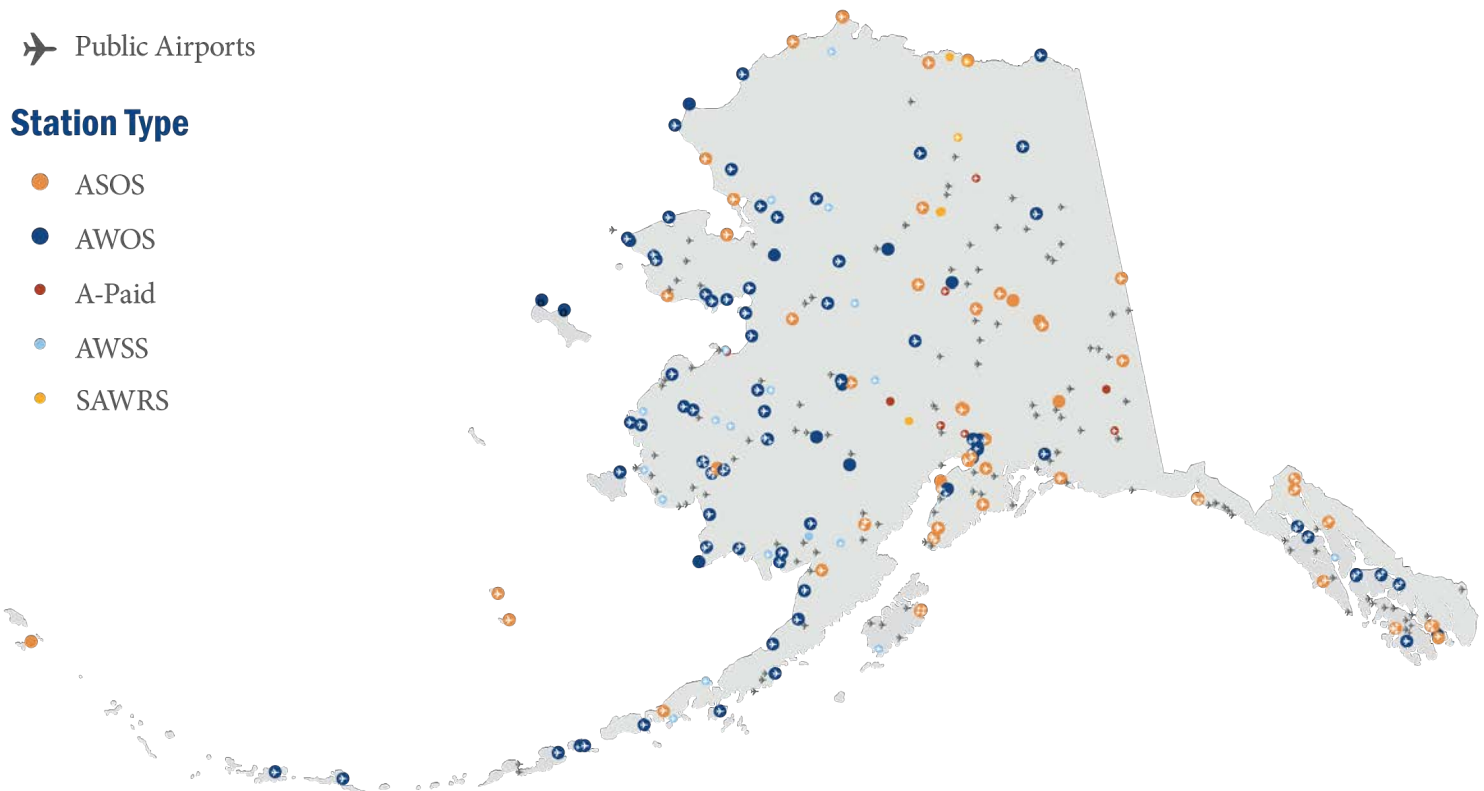 Public Airports
Station Type
ASOS
AWOS
A-Paid
AWSS
SAWRS